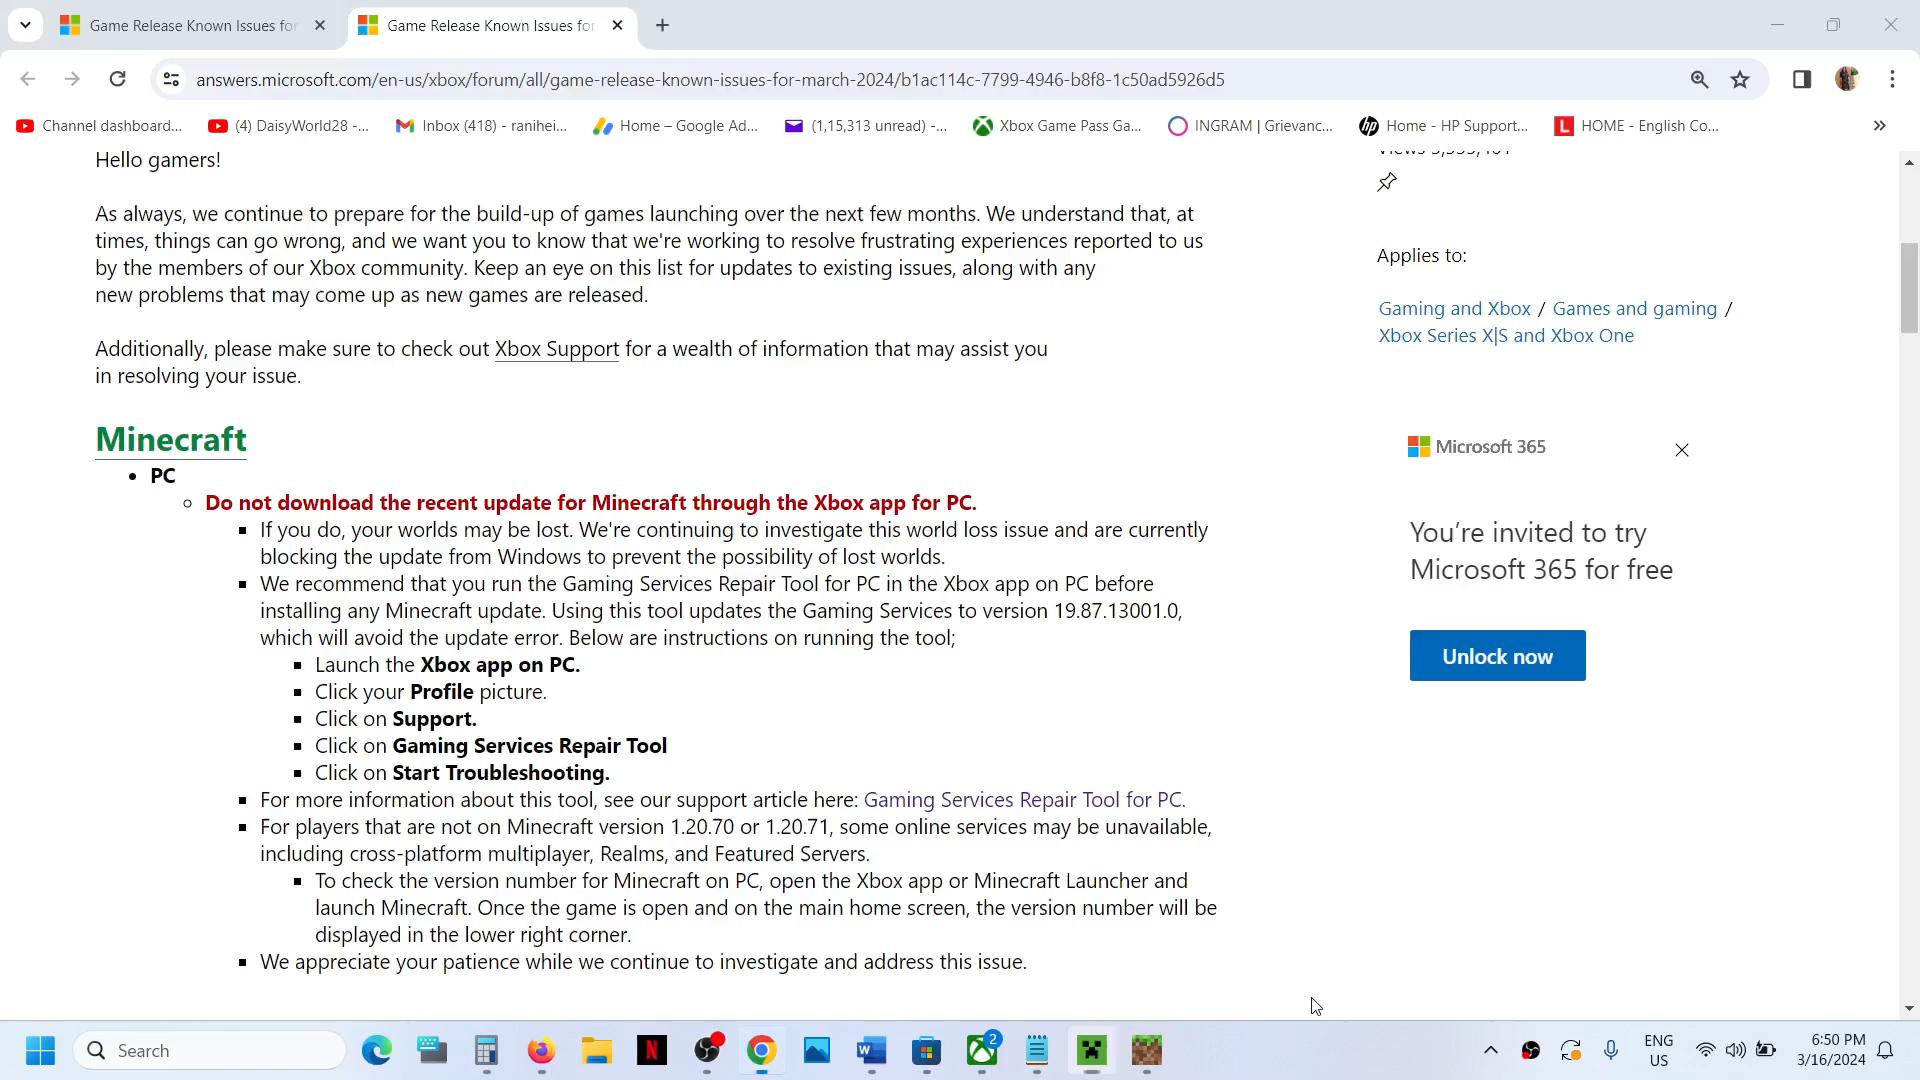 Game Release Known Issues for
Game Release Known Issues for
answers.microsoft.com/en-us/xbox/forum/all/game-release-known-issues-for-march-2024/b1ac114c-7799-4946-b8f8-1c50ad5926d5
Channel dashboard...
(4) DaisyWorld28 -...
Inbox (418) - ranihei...
Home – Google Ad...
(1,15,313 unread) -...
Xbox Game Pass Ga...
INGRAM | Grievanc...
Home - HP Support...
HOME - English Co...
Hello gamers!
As always, we continue to prepare for the build-up of games launching over the next few months. We understand that, at
times, things can go wrong, and we want you to know that we're working to resolve frustrating experiences reported to us
by the members of our Xbox community. Keep an eye on this list for updates to existing issues, along with any
new problems that may come up as new games are released.
Additionally, please make sure to check out Xbox Support for a wealth of information that may assist you
in resolving your issue.
Minecraft
PC
Do not download the recent update for Minecraft through the Xbox app for PC.
If you do, your worlds may be lost. We're continuing to investigate this world loss issue and are currently
blocking the update from Windows to prevent the possibility of lost worlds.
We recommend that you run the Gaming Services Repair Tool for PC in the Xbox app on PC before
installing any Minecraft update. Using this tool updates the Gaming Services to version 19.87.13001.0,
which will avoid the update error. Below are instructions on running the tool;
Launch the Xbox app on PC.
Click your Profile picture.
Click on Support.
Click on Gaming Services Repair Tool
Click on Start Troubleshooting.
For more information about this tool, see our support article here: Gaming Services Repair Tool for PC.
For players that are not on Minecraft version 1.20.70 or 1.20.71, some online services may be unavailable,
including cross-platform multiplayer, Realms, and Featured Servers.
To check the version number for Minecraft on PC, open the Xbox app or Minecraft Launcher and
launch Minecraft. Once the game is open and on the main home screen, the version number will be
displayed in the lower right corner.
We appreciate your patience while we continue to investigate and address this issue.
Applies to:
Gaming and Xbox / Games and gaming /
Xbox Series X|S and Xbox One
Microsoft 365
You're invited to try
Microsoft 365 for free
Unlock now
Search
2
ENG
US
6:50 PM
3/16/2024